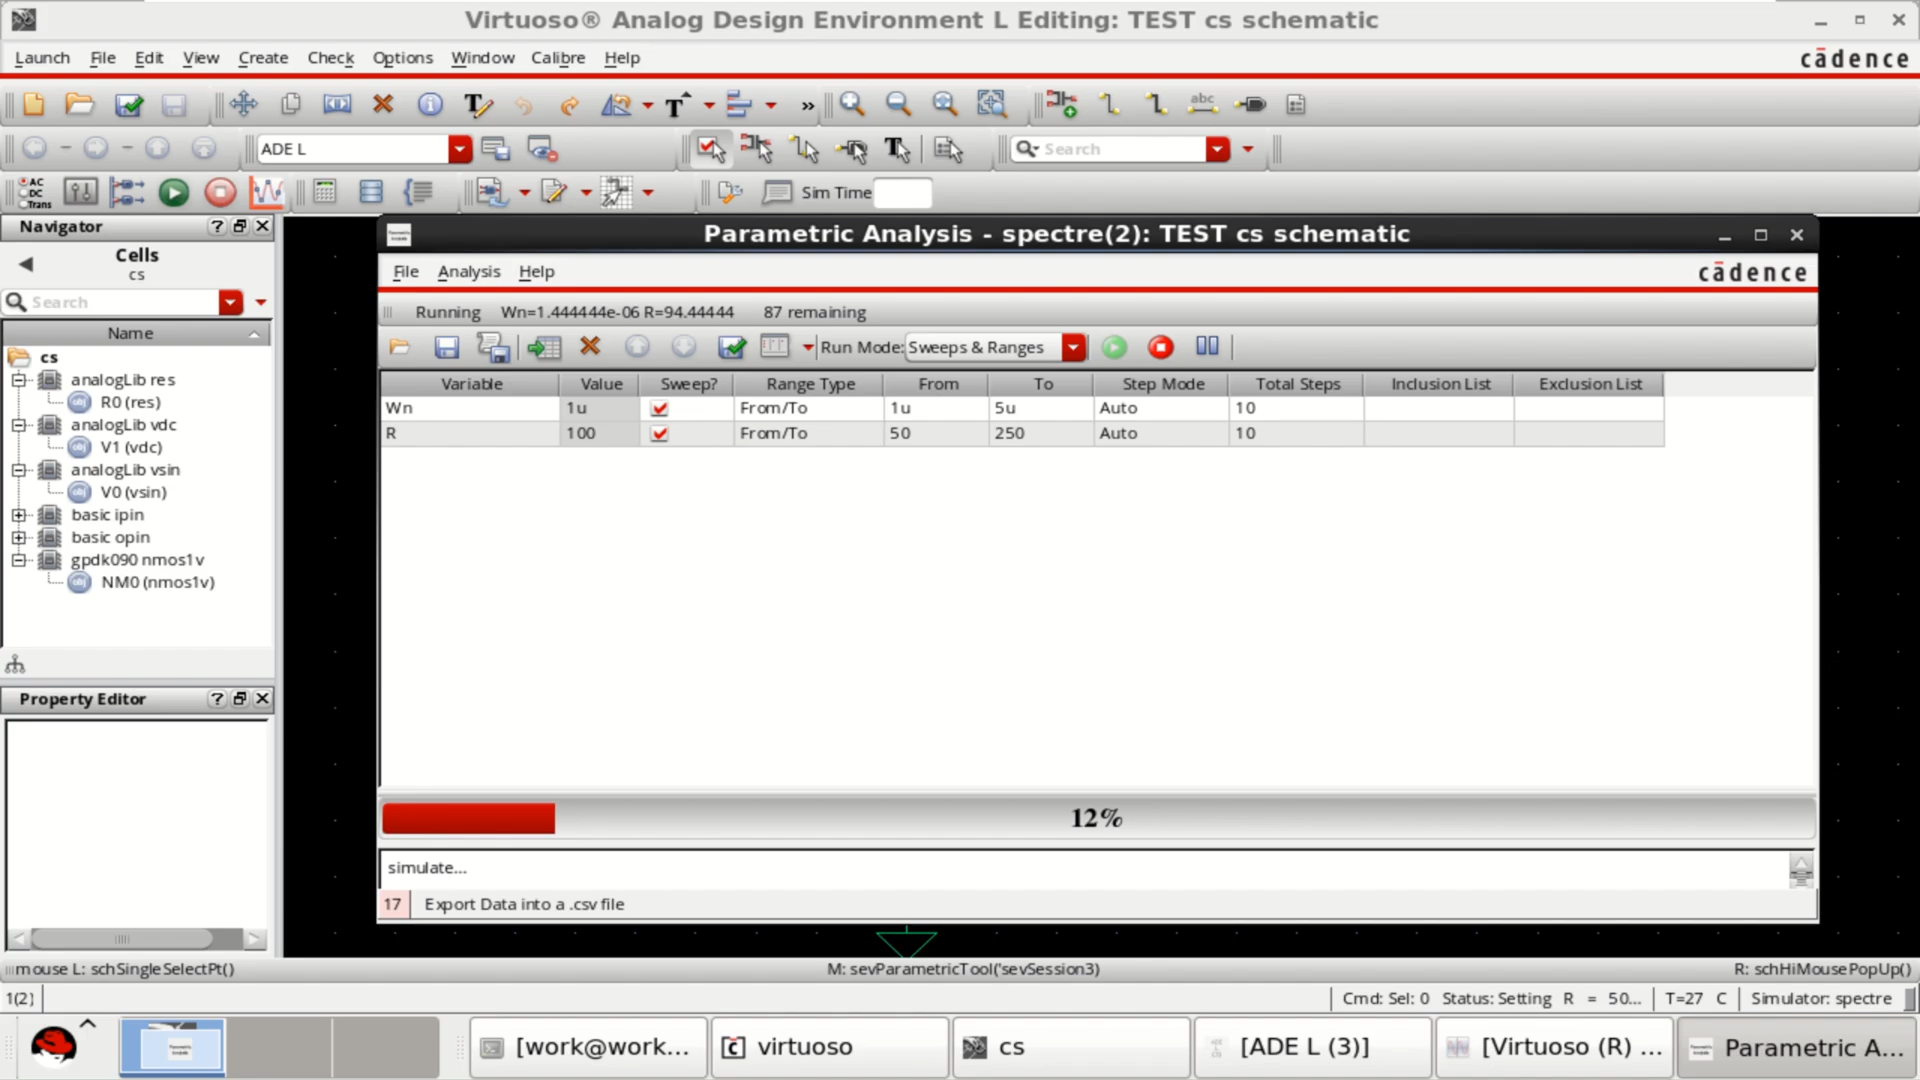 Virtuoso® Analog Design Environment L Editing: TEST cs schematic
Launch File Edit View Create Check Options Window Calibre Help
cādence
T T » abc
ADE L
T
Search
AC
DC
Trans
Sim Time
Navigator ?
Cells
cs
Search
Name
cs
analogLib res
R0 (res)
analogLib vdc
V1 (vdc)
analogLib vsin
V0 (vsin)
basic ipin
basic opin
gpdk090 nmos1v
NM0 (nmos1v)
Property Editor ?
Parametric Analysis - spectre(2): TEST cs schematic
File Analysis Help
cādence
Running Wn=1.444444e-06 R=94.44444 87 remaining
Run Mode: Sweeps & Ranges
Variable Value Sweep? Range Type From To Step Mode Total Steps Inclusion List Exclusion List
Wn 1u From/To 1u 5u Auto 10
R 100 From/To 50 250 Auto 10
12%
simulate...
17 Export Data into a .csv file
mouse L: schSingleSelectPt() M: sevParametricTool('sevSession3) R: schHiMousePopUp()
1(2) Cmd: Sel: 0 Status: Setting R = 50... T=27 C Simulator: spectre
[work@work... virtuoso cs [ADE L (3)] [Virtuoso (R) ... Parametric A...